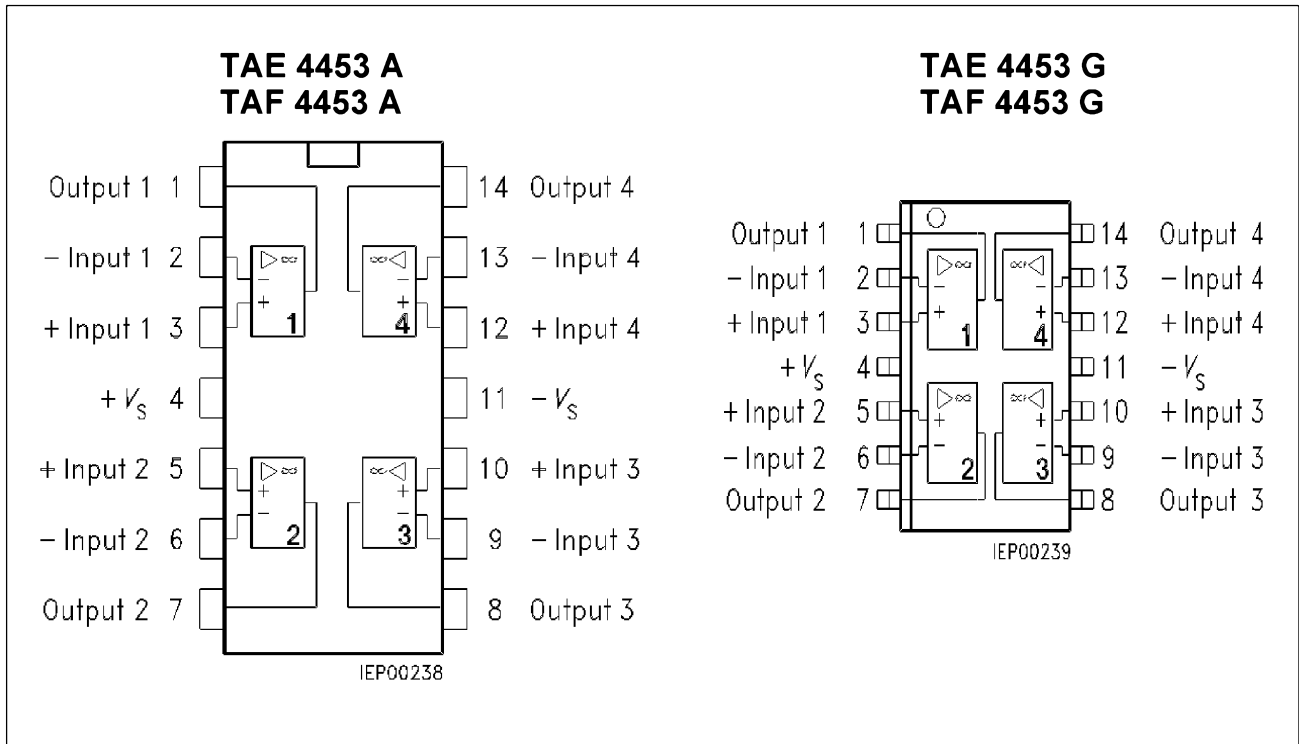 TAE 4453 A
TAF 4453 A
Output 1 1 14 Output 4
- Input 1 2 13 - Input 4
+ Input 1 3 12 + Input 4
+ VS 4 11 - VS
+ Input 2 5 10 + Input 3
- Input 2 6 9 - Input 3
Output 2 7 8 Output 3
▷ ∞
-
+
1
∞ ◁
-
+
4
▷ ∞
+
-
2
∞ ◁
+
-
3
IEP00238
TAE 4453 G
TAF 4453 G
Output 1 1 14 Output 4
- Input 1 2 13 - Input 4
+ Input 1 3 12 + Input 4
+ VS 4 11 - VS
+ Input 2 5 10 + Input 3
- Input 2 6 9 - Input 3
Output 2 7 8 Output 3
▷ ∞
-
+
1
∞ ◁
-
+
4
▷ ∞
+
-
2
∞ ◁
+
-
3
IEP00239